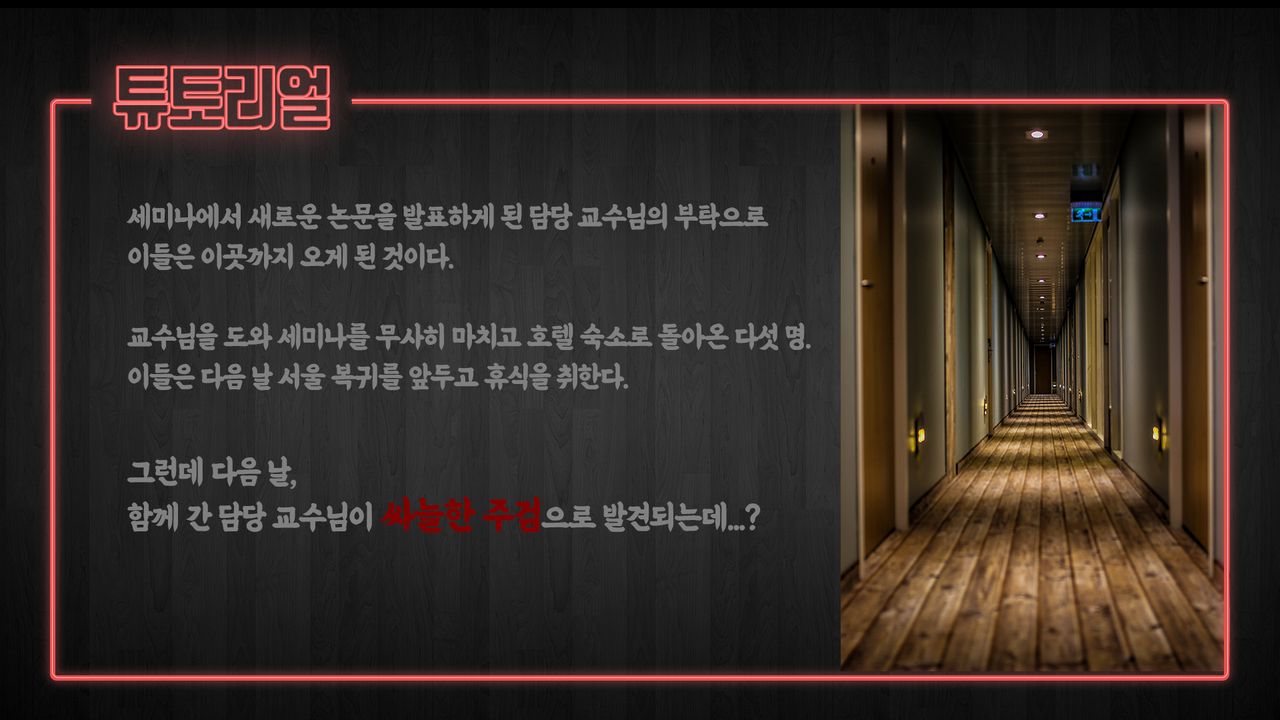 튜토리얼
세미나에서 새로운 논문을 발표하게 된 담당 교수님의 부탁으로
이들은 이곳까지 오게 된 것이다.
교수님을 도와 세미나를 무사히 마치고 호텔 숙소로 돌아온 다섯 명.
이들은 다음 날 서울 복귀를 앞두고 휴식을 취한다.
그런데 다음 날,
함께 간 담당 교수님이 싸늘한 주검으로 발견되는데...?